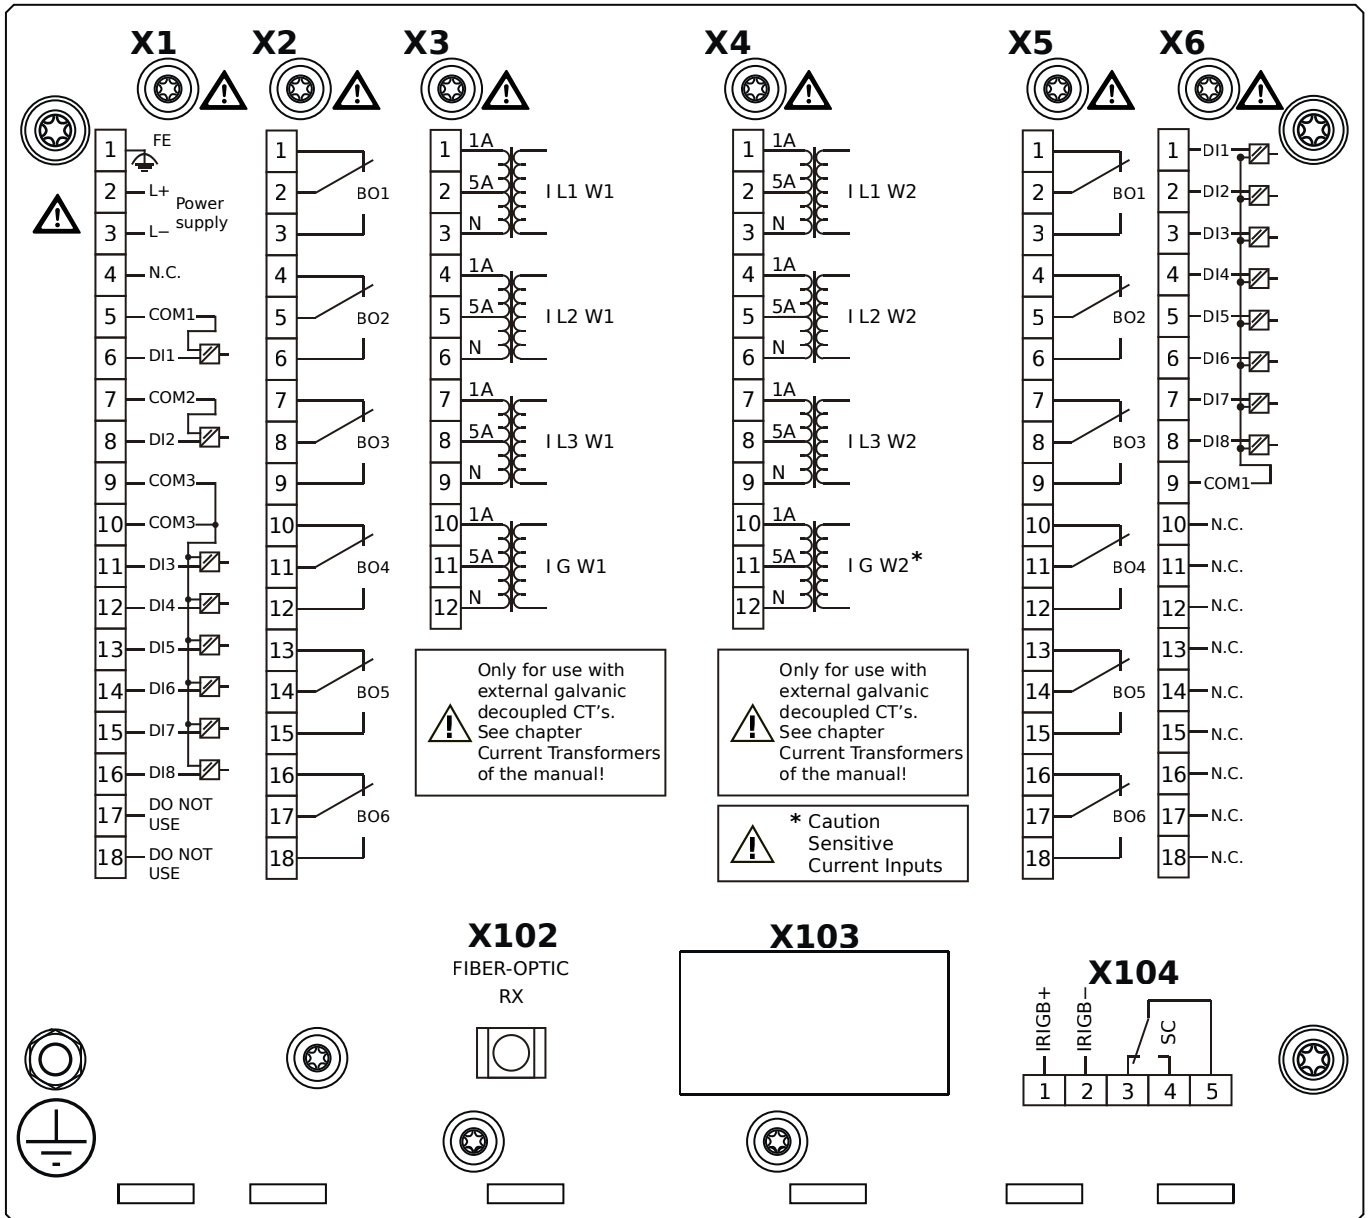 X1
X2
X3
X4
X5
X6
1 FE
2 L+
Power
supply
3 L−
4 N.C.
5 COM1
6 DI1
7 COM2
8 DI2
9 COM3
10 COM3
11 DI3
12 DI4
13 DI5
14 DI6
15 DI7
16 DI8
17 DO NOT
USE
18 DO NOT
USE
1
2 BO1
3
4
5 BO2
6
7
8 BO3
9
10
11 BO4
12
13
14 BO5
15
16
17 BO6
18
1 1A
2 5A I L1 W1
3 N
4 1A
5 5A I L2 W1
6 N
7 1A
8 5A I L3 W1
9 N
10 1A
11 5A I G W1
12 N
Only for use with
external galvanic
decoupled CT’s.
See chapter
Current Transformers
of the manual!
1 1A
2 5A I L1 W2
3 N
4 1A
5 5A I L2 W2
6 N
7 1A
8 5A I L3 W2
9 N
10 1A
11 5A I G W2*
12 N
Only for use with
external galvanic
decoupled CT’s.
See chapter
Current Transformers
of the manual!
* Caution
Sensitive
Current Inputs
1
2 BO1
3
4
5 BO2
6
7
8 BO3
9
10
11 BO4
12
13
14 BO5
15
16
17 BO6
18
1 DI1
2 DI2
3 DI3
4 DI4
5 DI5
6 DI6
7 DI7
8 DI8
9 COM1
10 N.C.
11 N.C.
12 N.C.
13 N.C.
14 N.C.
15 N.C.
16 N.C.
17 N.C.
18 N.C.
X102
FIBER-OPTIC
RX
X103
X104
IRIGB+
IRIGB−
SC
1 2 3 4 5